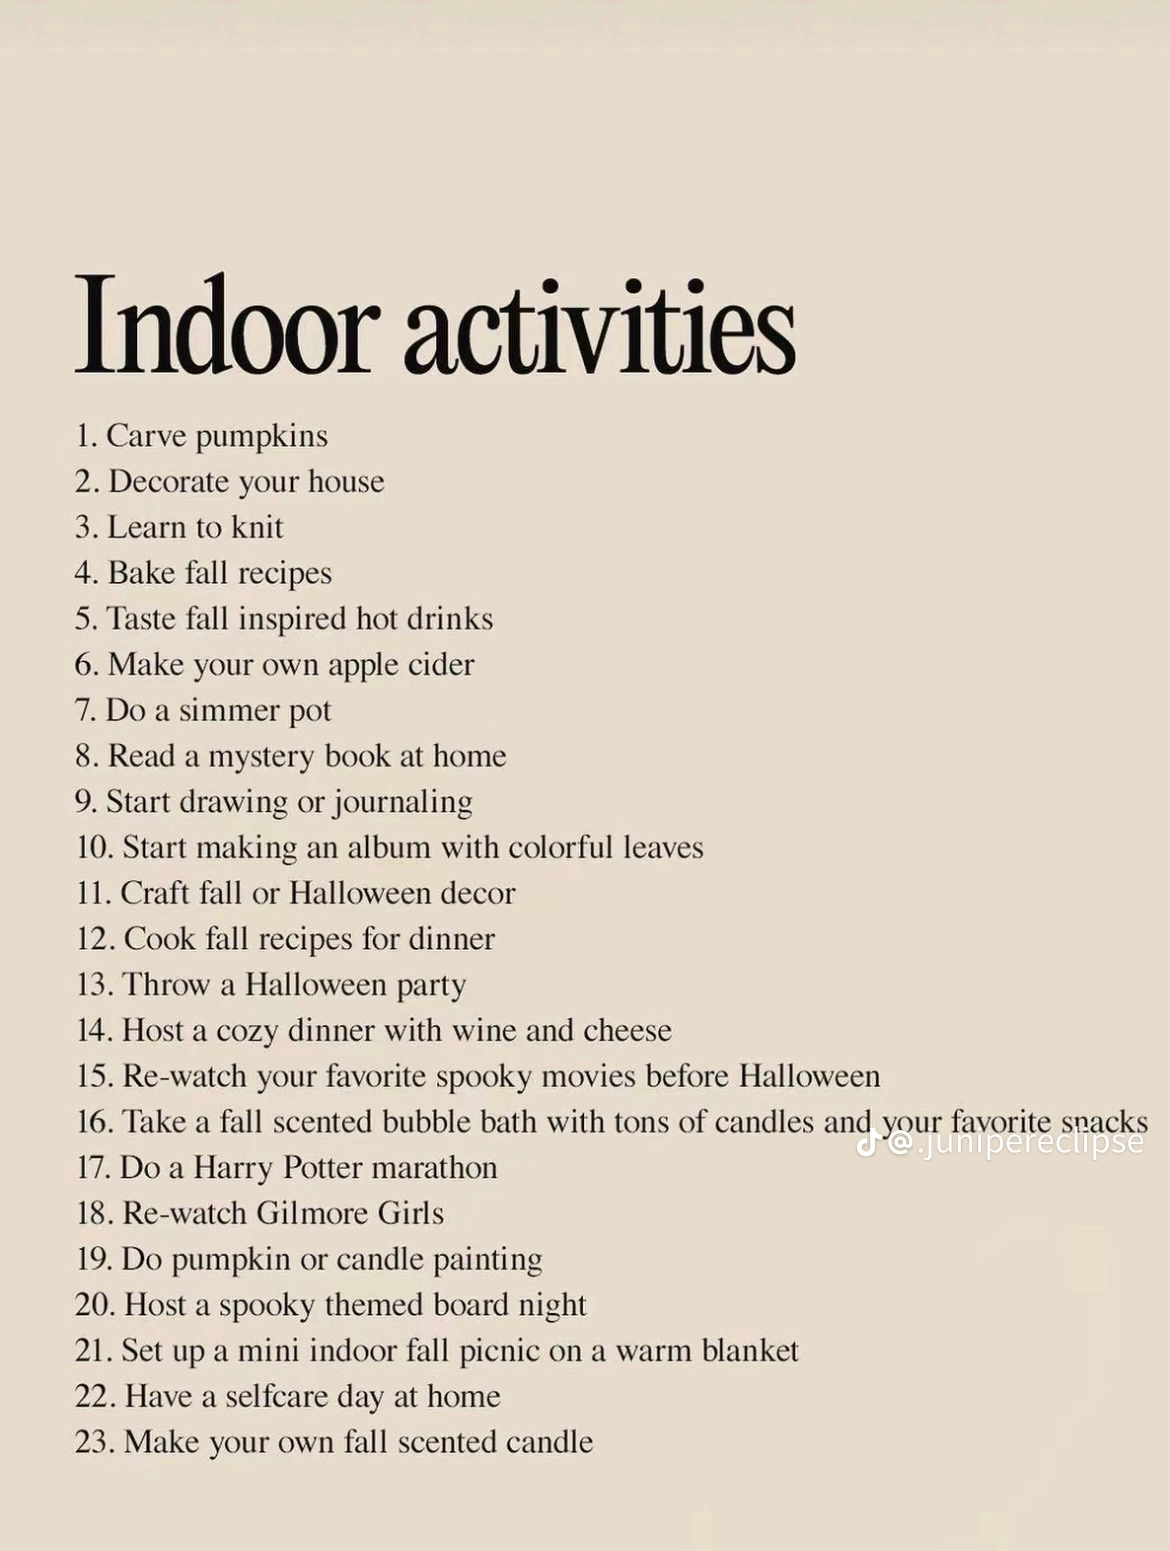 Indoor activities
1. Carve pumpkins
2. Decorate your house
3. Learn to knit
4. Bake fall recipes
5. Taste fall inspired hot drinks
6. Make your own apple cider
7. Do a simmer pot
8. Read a mystery book at home
9. Start drawing or journaling
10. Start making an album with colorful leaves
11. Craft fall or Halloween decor
12. Cook fall recipes for dinner
13. Throw a Halloween party
14. Host a cozy dinner with wine and cheese
15. Re-watch your favorite spooky movies before Halloween
16. Take a fall scented bubble bath with tons of candles and your favorite snacks
@.junipereclipse
17. Do a Harry Potter marathon
18. Re-watch Gilmore Girls
19. Do pumpkin or candle painting
20. Host a spooky themed board night
21. Set up a mini indoor fall picnic on a warm blanket
22. Have a selfcare day at home
23. Make your own fall scented candle